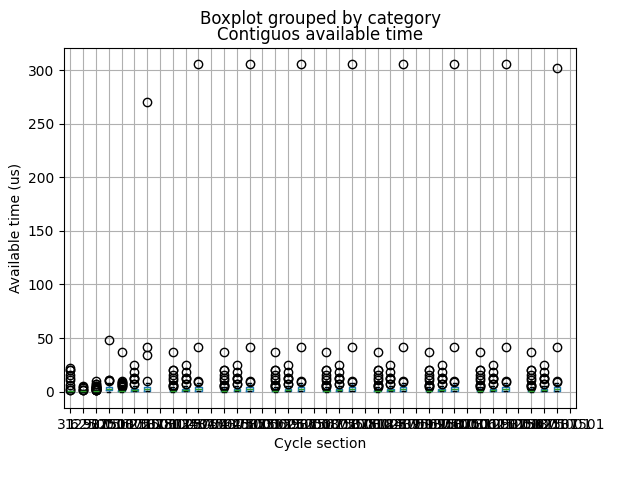 Boxplot grouped by category
Contiguos available time
300
250
200
150
100
50
0
Available time (us)
Cycle section